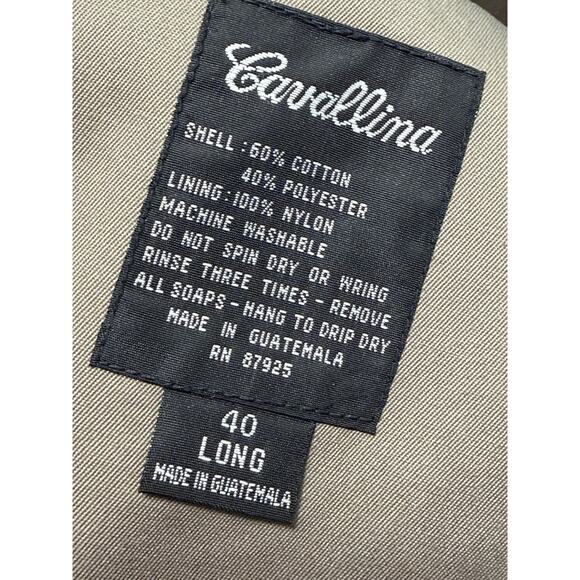 Cavallina
SHELL : 60% COTTON
40% POLYESTER
LINING : 100% NYLON
MACHINE WASHABLE
DO NOT SPIN DRY OR WRING
RINSE THREE TIMES - REMOVE
ALL SOAPS - HANG TO DRIP DRY
MADE IN GUATEMALA
RN 87925
40
LONG
MADE IN GUATEMALA